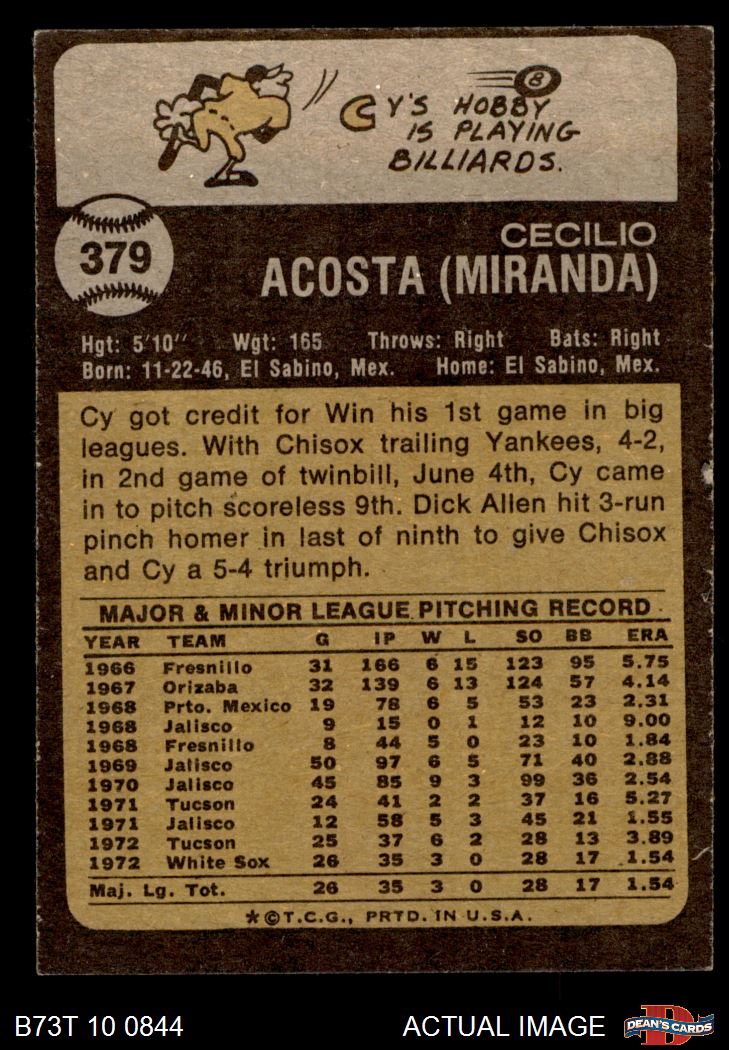 8
CY'S HOBBY
IS PLAYING
BILLIARDS.
379
CECILIO
ACOSTA (MIRANDA)
Hgt: 5'10" Wgt: 165 Throws: Right Bats: Right
Born: 11-22-46, El Sabino, Mex. Home: El Sabino, Mex.
Cy got credit for Win his 1st game in big
leagues. With Chisox trailing Yankees, 4-2,
in 2nd game of twinbill, June 4th, Cy came
in to pitch scoreless 9th. Dick Allen hit 3-run
pinch homer in last of ninth to give Chisox
and Cy a 5-4 triumph.
MAJOR & MINOR LEAGUE PITCHING RECORD
YEAR TEAM G IP W L SO BB ERA
1966 Fresnillo 31 166 6 15 123 95 5.75
1967 Orizaba 32 139 6 13 124 57 4.14
1968 Prto. Mexico 19 78 6 5 53 23 2.31
1968 Jalisco 9 15 0 1 12 10 9.00
1968 Fresnillo 8 44 5 0 23 10 1.84
1969 Jalisco 50 97 6 5 71 40 2.88
1970 Jalisco 45 85 9 3 99 36 2.54
1971 Tucson 24 41 2 2 37 16 5.27
1971 Jalisco 12 58 5 3 45 21 1.55
1972 Tucson 25 37 6 2 28 13 3.89
1972 White Sox 26 35 3 0 28 17 1.54
Maj. Lg. Tot. 26 35 3 0 28 17 1.54
*©T.C.G., PRTD. IN U.S.A.
B73T 10 0844 ACTUAL IMAGE DEAN'S CARDS